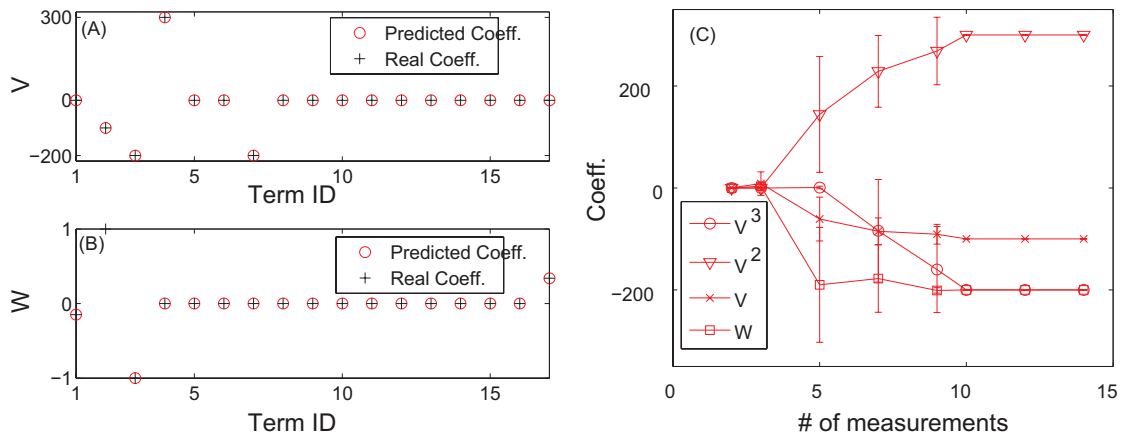 (A)
300
0
−200
V
Predicted Coeff.
Real Coeff.
1 5 10 15
Term ID
(B)
1
0
−1
W
Predicted Coeff.
Real Coeff.
1 5 10 15
Term ID
(C)
200
0
−200
Coeff.
V3
V2
V
W
0 5 10 15
# of measurements